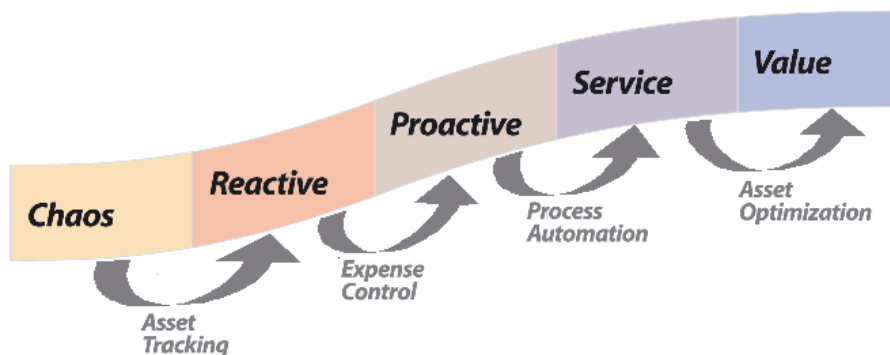 Chaos
Reactive
Proactive
Service
Value
Asset
Tracking
Expense
Control
Process
Automation
Asset
Optimization